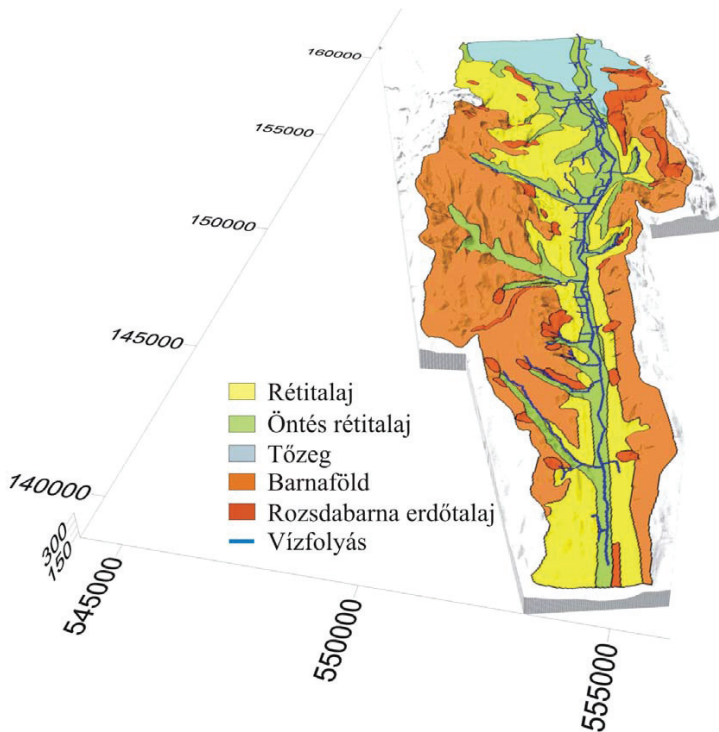 160000
155000
150000
145000
140000
300
150
545000
550000
555000
Rétitalaj
Öntés rétitalaj
Tőzeg
Barnaföld
Rozsdabarna erdőtalaj
Vízfolyás